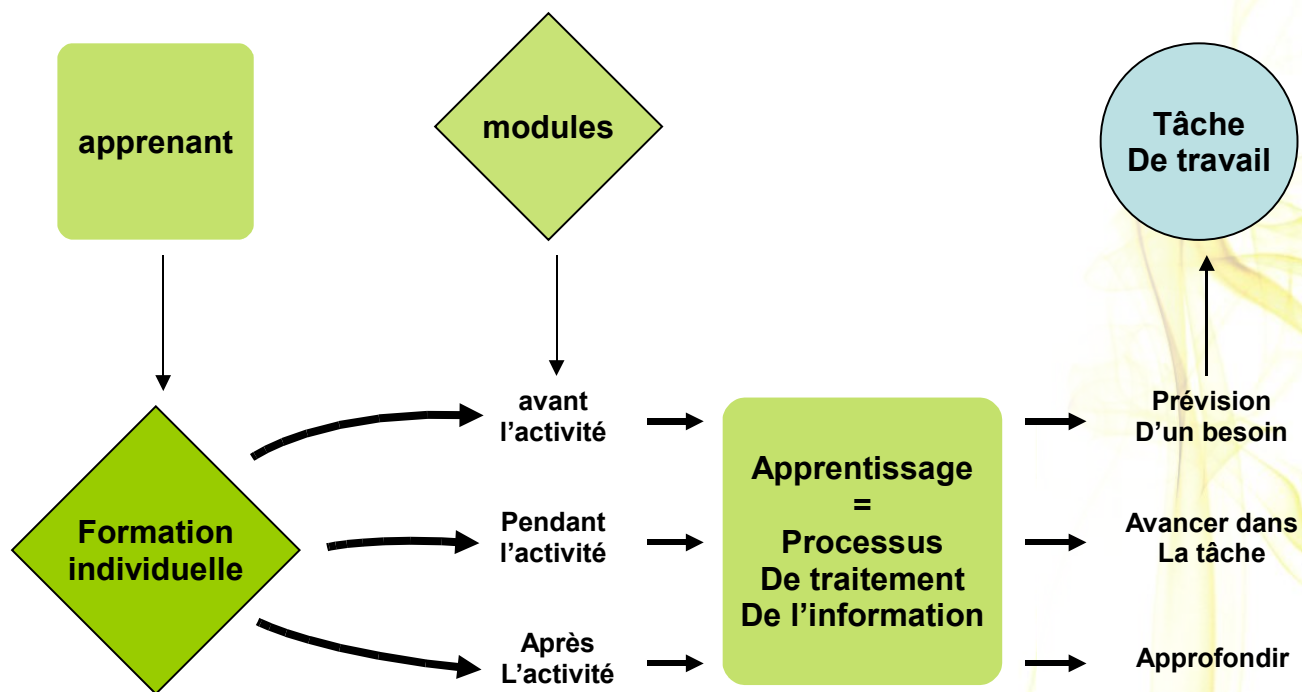 apprenant
modules
Tâche
De travail
Formation
individuelle
avant
l’activité
Pendant
l’activité
Après
L’activité
Apprentissage
=
Processus
De traitement
De l’information
Prévision
D’un besoin
Avancer dans
La tâche
Approfondir